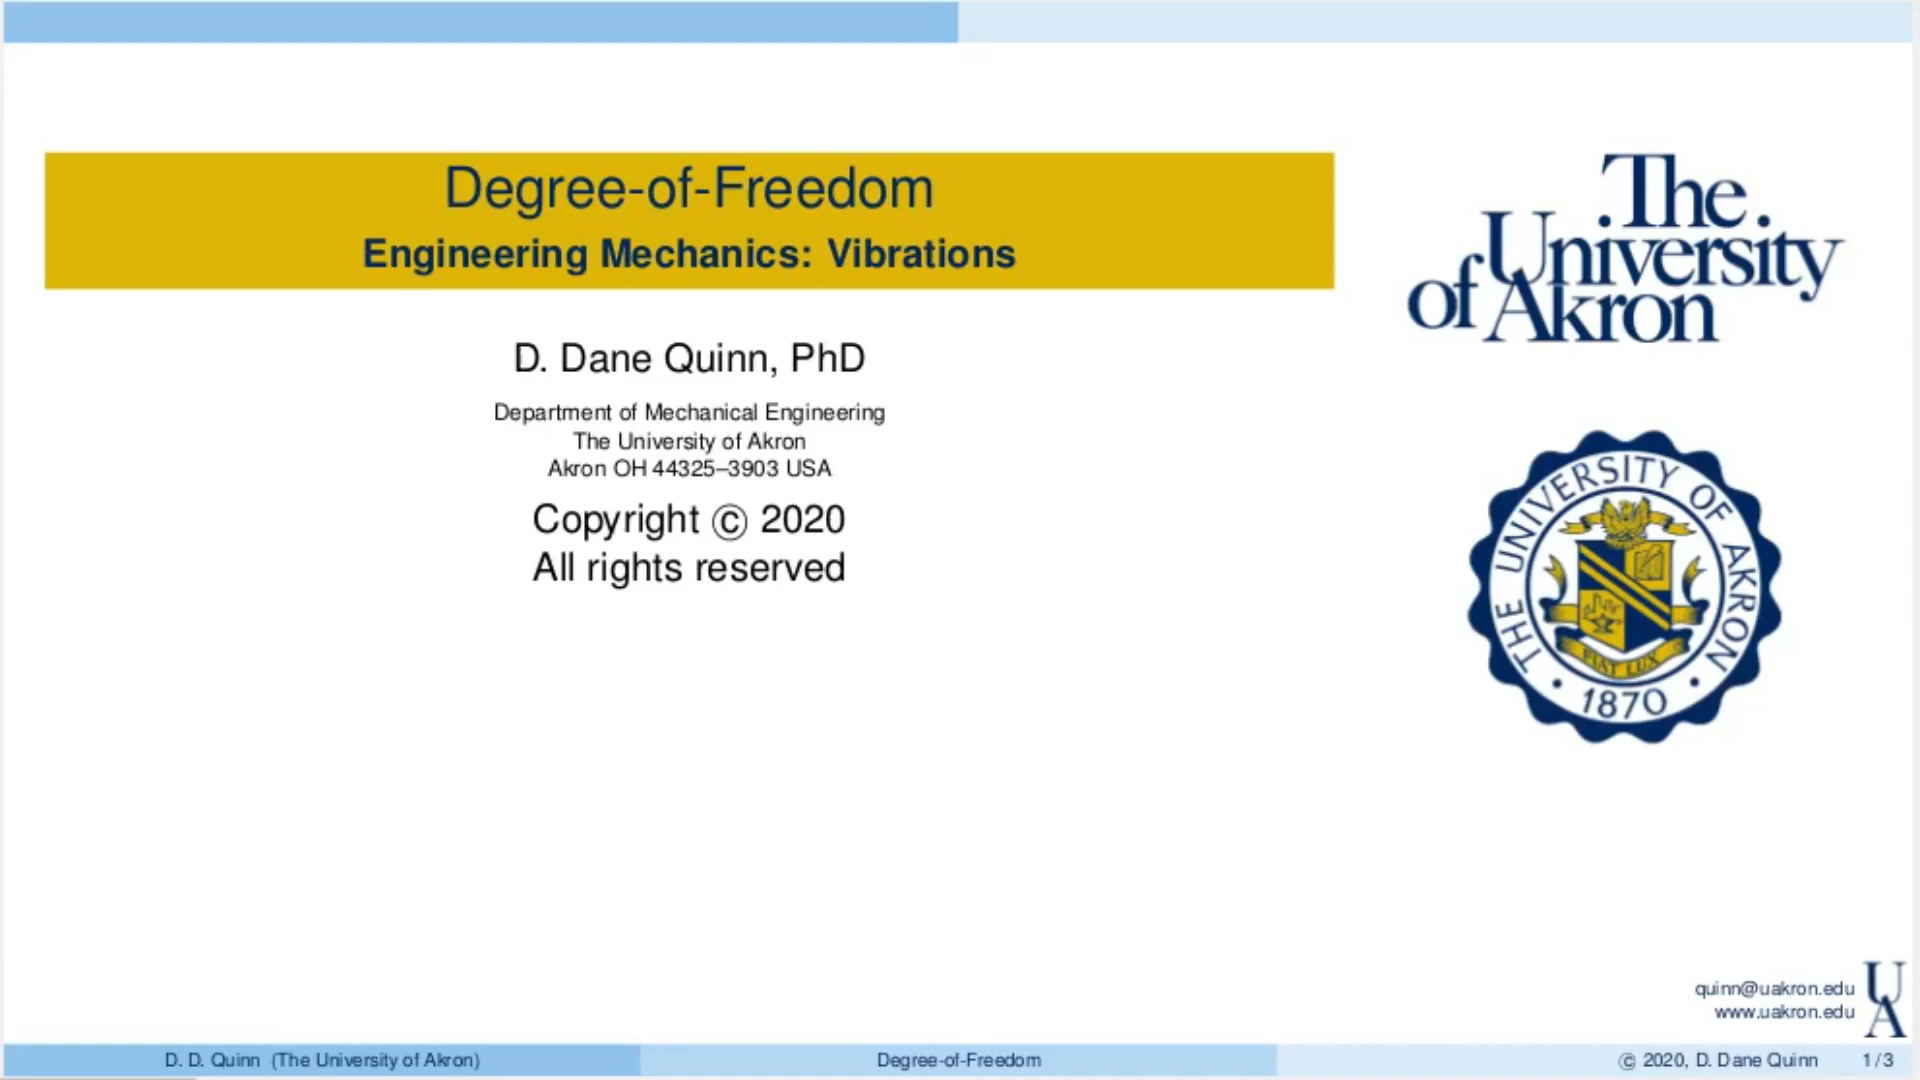 Degree-of-Freedom
Engineering Mechanics: Vibrations
D. Dane Quinn, PhD
Department of Mechanical Engineering
The University of Akron
Akron OH 44325–3903 USA
Copyright © 2020
All rights reserved
The
University
of Akron
THE UNIVERSITY OF AKRON
FIAT LUX
1870
quinn@uakron.edu
www.uakron.edu
UA
D. D. Quinn (The University of Akron)
Degree-of-Freedom
© 2020, D. Dane Quinn
1 / 3